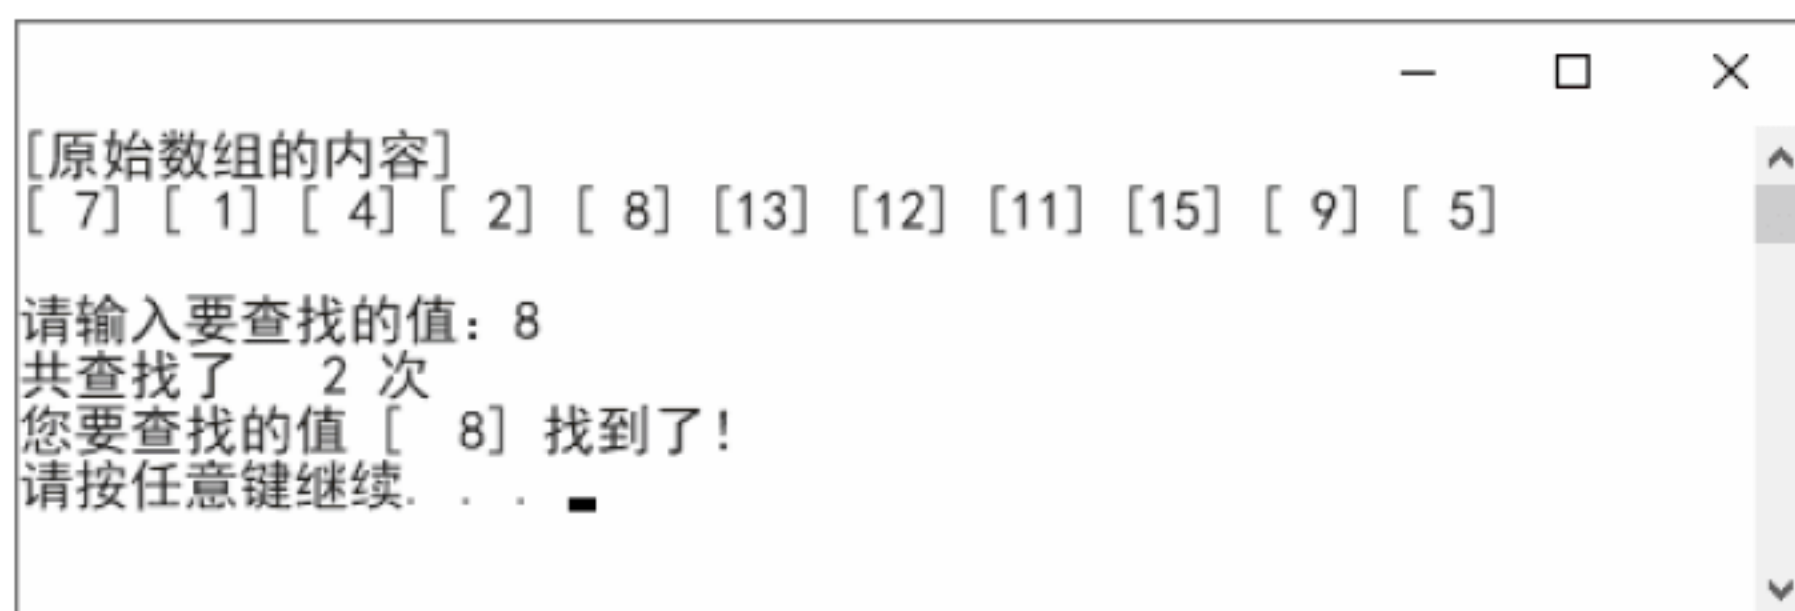 [原始数组的内容]
[ 7] [ 1] [ 4] [ 2] [ 8] [13] [12] [11] [15] [ 9] [ 5]
请输入要查找的值：8
共查找了  2 次
您要查找的值 [  8] 找到了！
请按任意键继续. . .